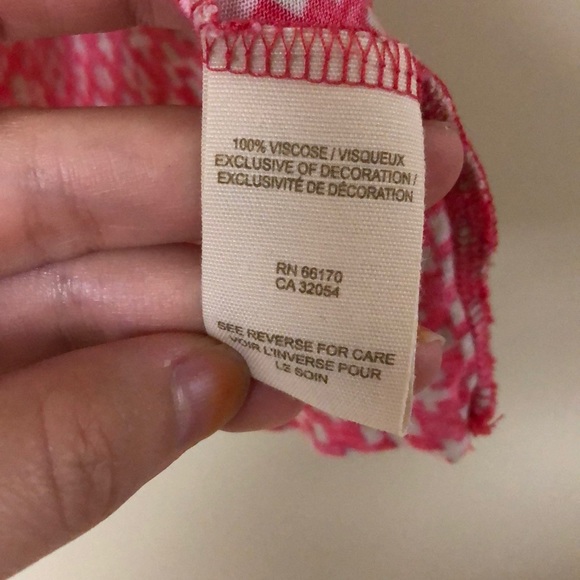 100% VISCOSE / VISQUEUX
EXCLUSIVE OF DECORATION /
EXCLUSIVITÉ DE DÉCORATION
RN 66170
CA 32054
SEE REVERSE FOR CARE
VOIR L'INVERSE POUR
LE SOIN